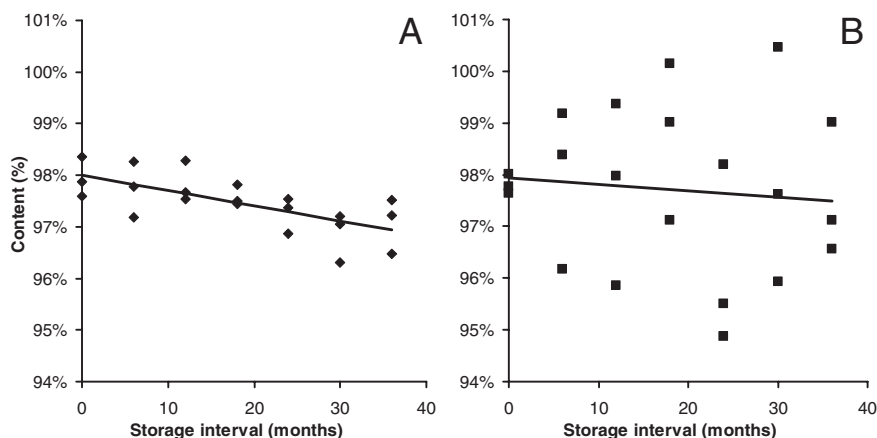 A
101%
100%
99%
98%
97%
96%
95%
94%
Content (%)
0 10 20 30 40
Storage interval (months)
B
101%
100%
99%
98%
97%
96%
95%
94%
0 10 20 30 40
Storage interval (months)